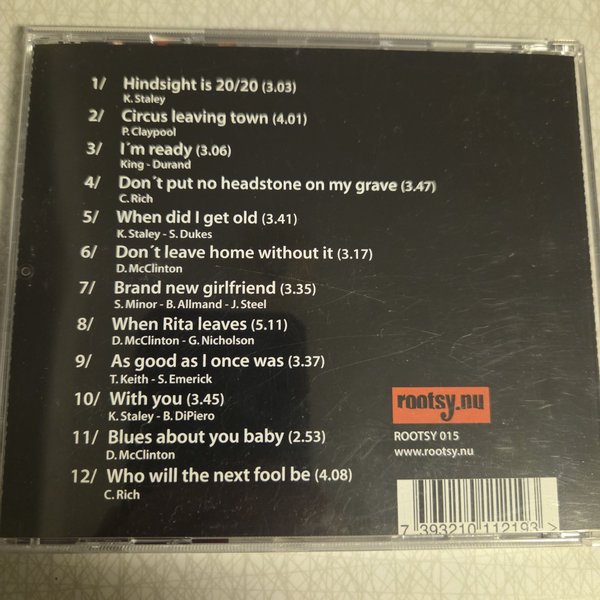 1/ Hindsight is 20/20 (3.03)
K. Staley
2/ Circus leaving town (4.01)
P. Claypool
3/ I´m ready (3.06)
King - Durand
4/ Don´t put no headstone on my grave (3.47)
C. Rich
5/ When did I get old (3.41)
K. Staley - S. Dukes
6/ Don´t leave home without it (3.17)
D. McClinton
7/ Brand new girlfriend (3.35)
S. Minor - B. Allmand - J. Steel
8/ When Rita leaves (5.11)
D. McClinton - G. Nicholson
9/ As good as I once was (3.37)
T. Keith - S. Emerick
10/ With you (3.45)
K. Staley - B. DiPiero
11/ Blues about you baby (2.53)
D. McClinton
12/ Who will the next fool be (4.08)
C. Rich
rootsy.nu
ROOTSY 015
www.rootsy.nu
7 393210 112193 >